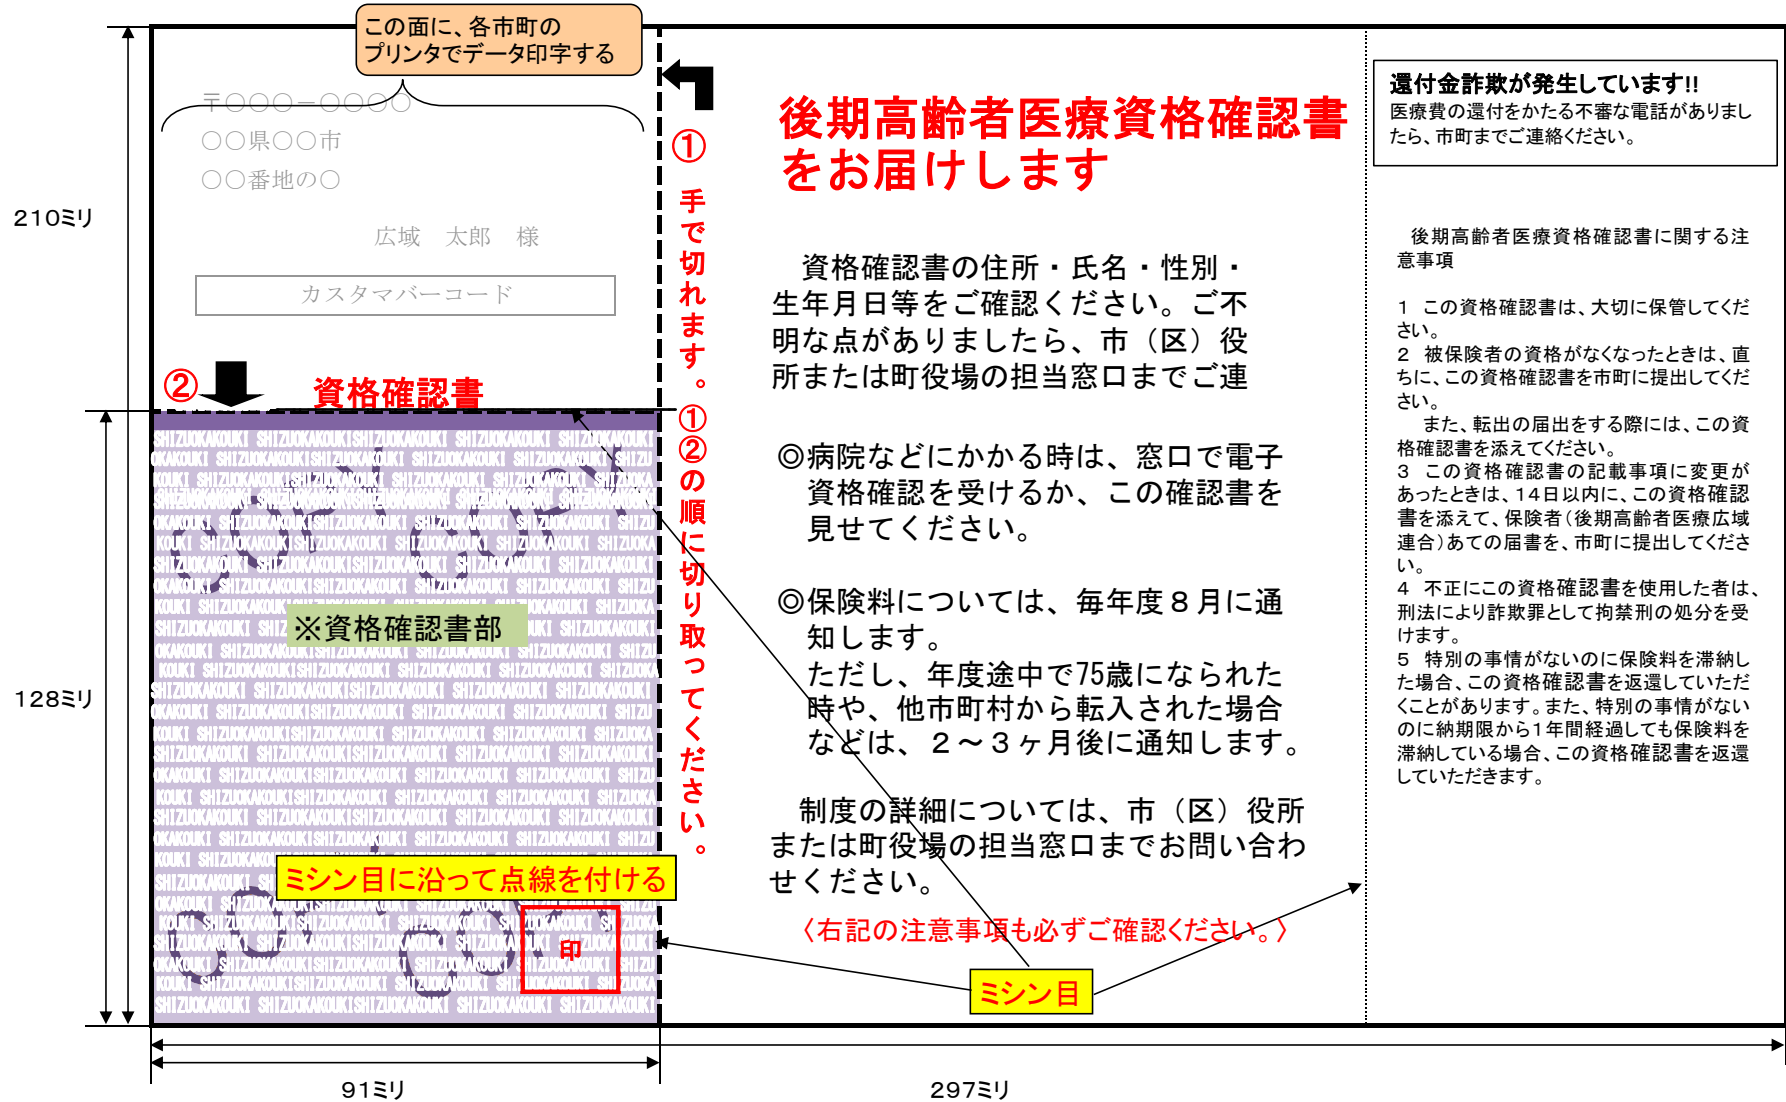 この面に、各市町の
プリンタでデータ印字する
〒○○○－○○○○
○○県○○市
○○番地の○
広域　太郎　様
カスタマバーコード
210ミリ
② 資格確認書
① 手で切れます。①②の順に切り取ってください。
SHIZUOKAKOUKI SHIZUOKAKOUKISHIZUOKAKOUKI SHIZUOKAKOUKI SHIZUOKAKOUKI
COPY COPY
※資格確認書部
128ミリ
ミシン目に沿って点線を付ける
印
91ミリ
297ミリ
後期高齢者医療資格確認書
をお届けします
　資格確認書の住所・氏名・性別・
生年月日等をご確認ください。ご不
明な点がありましたら、市（区）役
所または町役場の担当窓口までご連
◎病院などにかかる時は、窓口で電子
資格確認を受けるか、この確認書を
見せてください。
◎保険料については、毎年度８月に通
知します。
ただし、年度途中で75歳になられた
時や、他市町村から転入された場合
などは、２～３ヶ月後に通知します。
　制度の詳細については、市（区）役所
または町役場の担当窓口までお問い合わ
せください。
〈右記の注意事項も必ずご確認ください。〉
ミシン目
還付金詐欺が発生しています!!
医療費の還付をかたる不審な電話がありまし
たら、市町までご連絡ください。
　後期高齢者医療資格確認書に関する注
意事項
1　この資格確認書は、大切に保管してくだ
さい。
2　被保険者の資格がなくなったときは、直
ちに、この資格確認書を市町に提出してくだ
さい。
　また、転出の届出をする際には、この資
格確認書を添えてください。
3　この資格確認書の記載事項に変更が
あったときは、14日以内に、この資格確認
書を添えて、保険者（後期高齢者医療広域
連合）あての届書を、市町に提出してくださ
い。
4　不正にこの資格確認書を使用した者は、
刑法により詐欺罪として拘禁刑の処分を受
けます。
5　特別の事情がないのに保険料を滞納し
た場合、この資格確認書を返還していただ
くことがあります。また、特別の事情がない
のに納期限から1年間経過しても保険料を
滞納している場合、この資格確認書を返還
していただきます。